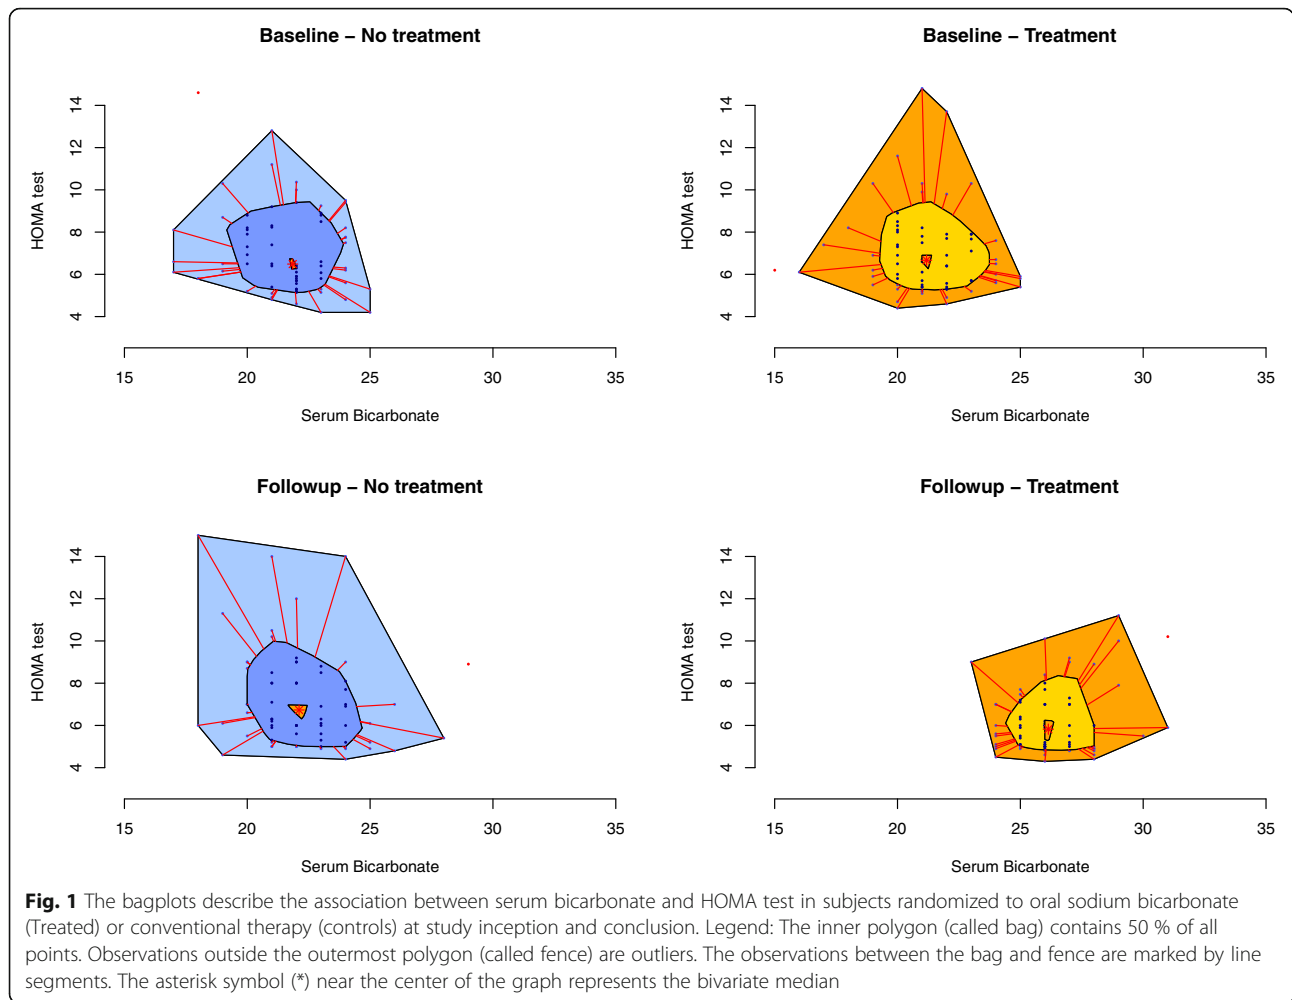 Baseline – No treatment
HOMA test
14
12
10
8
6
4
15 20 25 30 35
Serum Bicarbonate
Baseline – Treatment
HOMA test
14
12
10
8
6
4
15 20 25 30 35
Serum Bicarbonate
Followup – No treatment
HOMA test
14
12
10
8
6
4
15 20 25 30 35
Serum Bicarbonate
Followup – Treatment
HOMA test
14
12
10
8
6
4
15 20 25 30 35
Serum Bicarbonate
Fig. 1 The bagplots describe the association between serum bicarbonate and HOMA test in subjects randomized to oral sodium bicarbonate
(Treated) or conventional therapy (controls) at study inception and conclusion. Legend: The inner polygon (called bag) contains 50 % of all
points. Observations outside the outermost polygon (called fence) are outliers. The observations between the bag and fence are marked by line
segments. The asterisk symbol (*) near the center of the graph represents the bivariate median